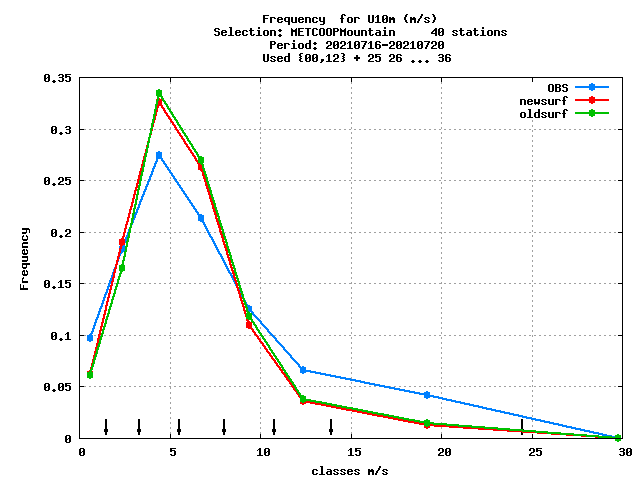 Frequency  for U10m (m/s)
Selection: METCOOPMountain     40 stations
Period: 20210716-20210720
Used {00,12} + 25 26 ... 36
OBS
newsurf
oldsurf
0.35
0.3
0.25
0.2
0.15
0.1
0.05
0
Frequency
0 5 10 15 20 25 30
classes m/s